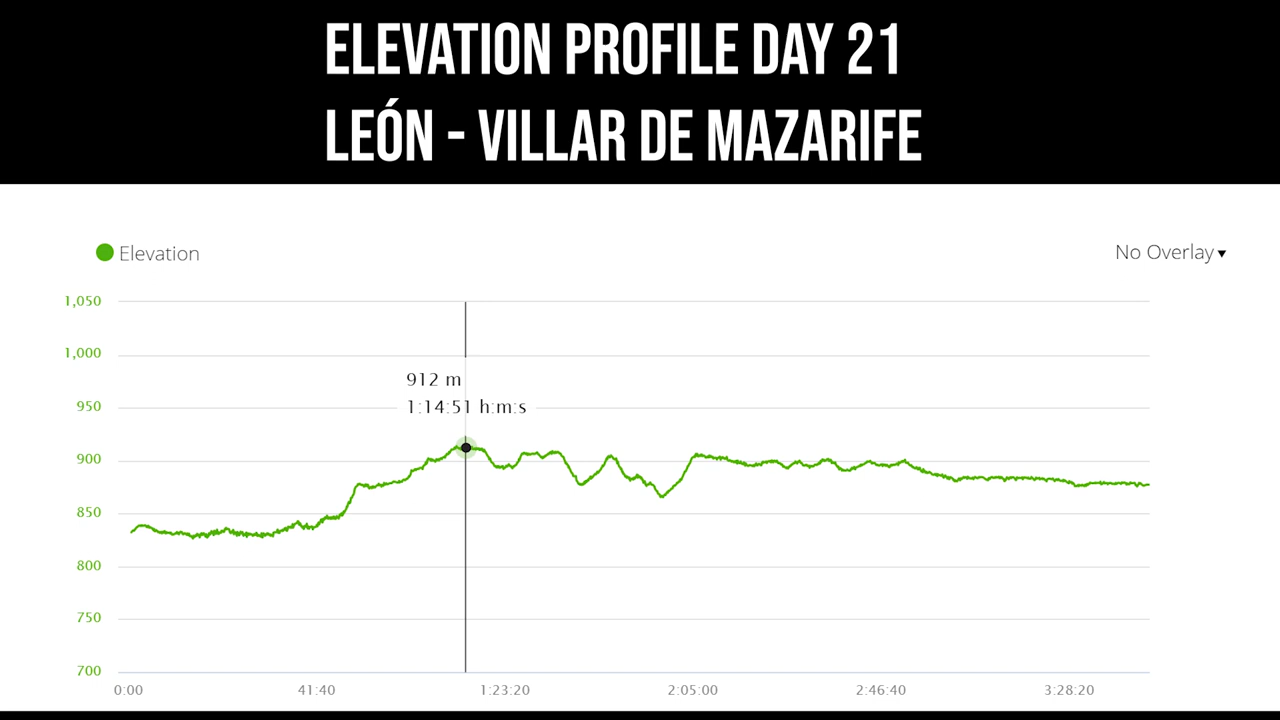 ELEVATION PROFILE DAY 21
LEÓN - VILLAR DE MAZARIFE
Elevation
No Overlay
1,050
1,000
950
900
850
800
750
700
912 m
1:14:51 h:m:s
0:00 41:40 1:23:20 2:05:00 2:46:40 3:28:20